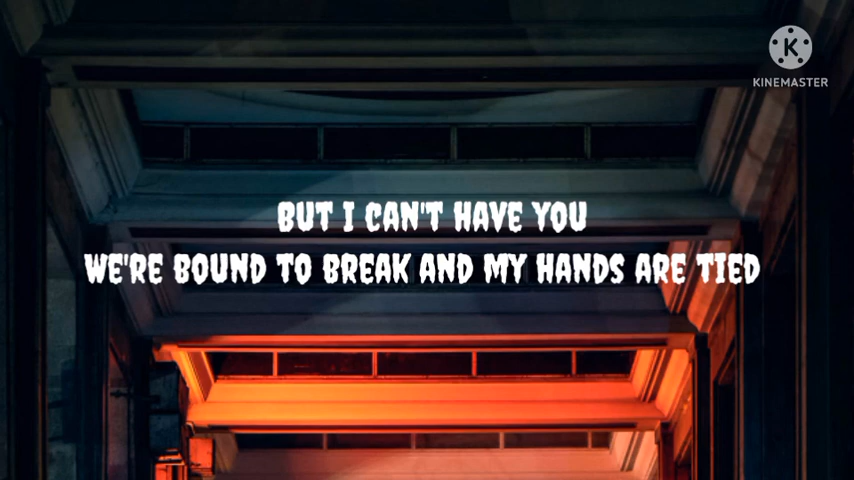 K
KINEMASTER
BUT I CAN'T HAVE YOU
WE'RE BOUND TO BREAK AND MY HANDS ARE TIED